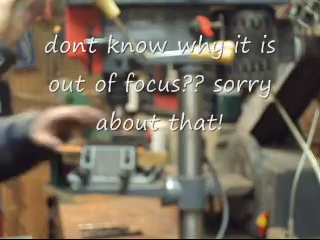 dont know why it is
out of focus?? sorry
about that!